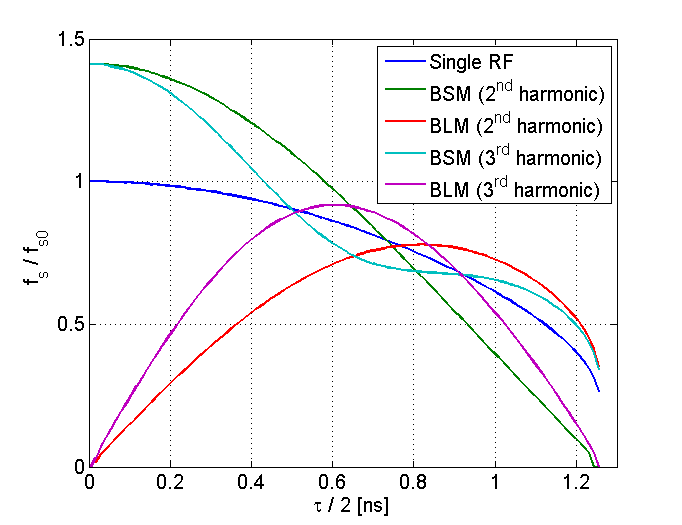 1.5
1
0.5
0
f_s / f_s0
0 0.2 0.4 0.6 0.8 1 1.2
τ / 2 [ns]
Single RF
BSM (2nd harmonic)
BLM (2nd harmonic)
BSM (3rd harmonic)
BLM (3rd harmonic)